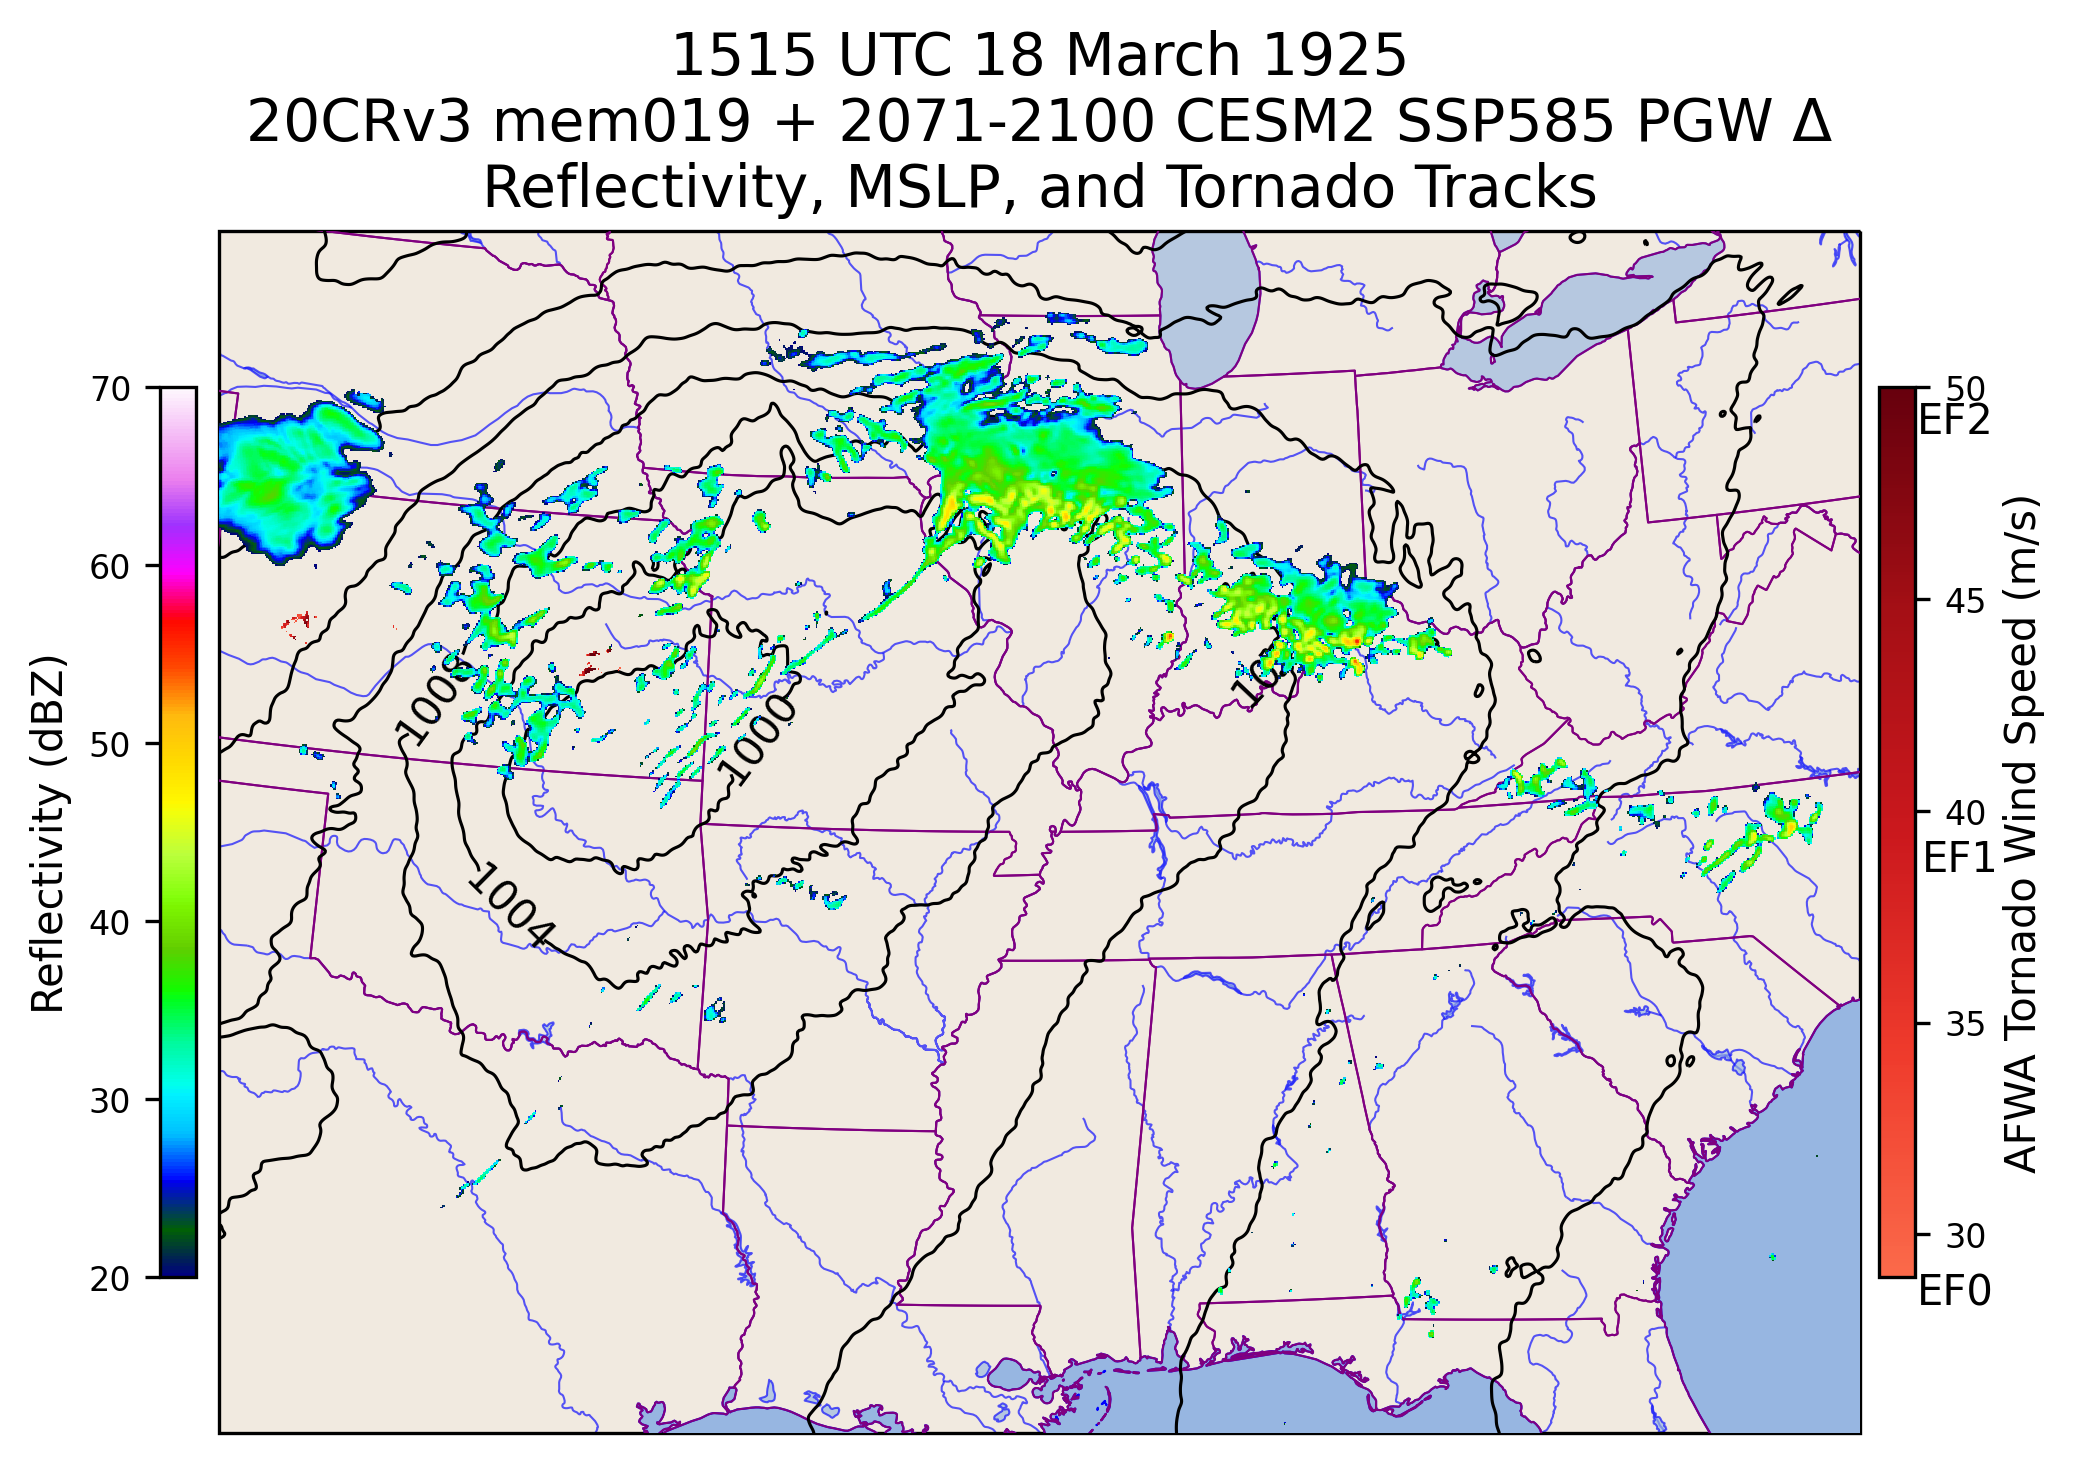 1515 UTC 18 March 1925
20CRv3 mem019 + 2071-2100 CESM2 SSP585 PGW Δ
Reflectivity, MSLP, and Tornado Tracks
Reflectivity (dBZ)
70
60
50
40
30
20
1008
1000
1004
10
50
EF2
45
40
EF1
35
30
EF0
AFWA Tornado Wind Speed (m/s)